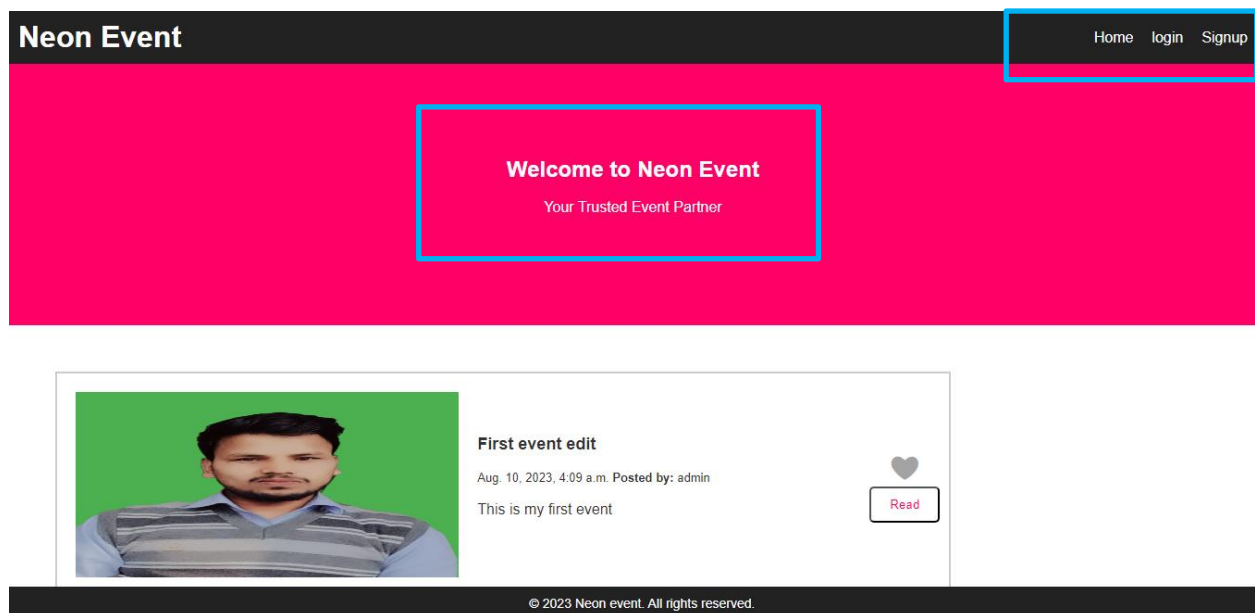 Neon Event
Home login Signup
Welcome to Neon Event
Your Trusted Event Partner
First event edit
Aug. 10, 2023, 4:09 a.m. Posted by: admin
This is my first event
Read
© 2023 Neon event. All rights reserved.